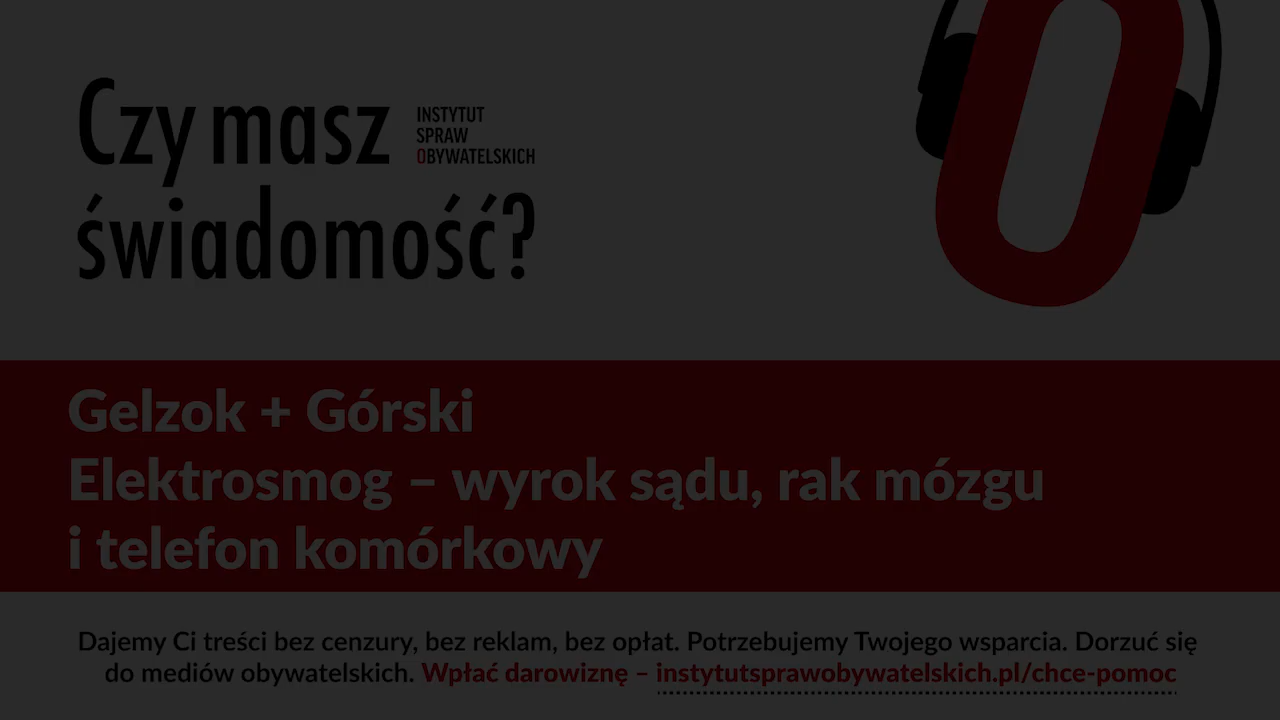 Czy masz
INSTYTUT
SPRAW
OBYWATELSKICH
świadomość?
Gelzok + Górski
Elektrosmog – wyrok sądu, rak mózgu
i telefon komórkowy
Dajemy Ci treści bez cenzury, bez reklam, bez opłat. Potrzebujemy Twojego wsparcia. Dorzuć się
do mediów obywatelskich. Wpłać darowiznę – instytutsprawobywatelskich.pl/chce-pomoc